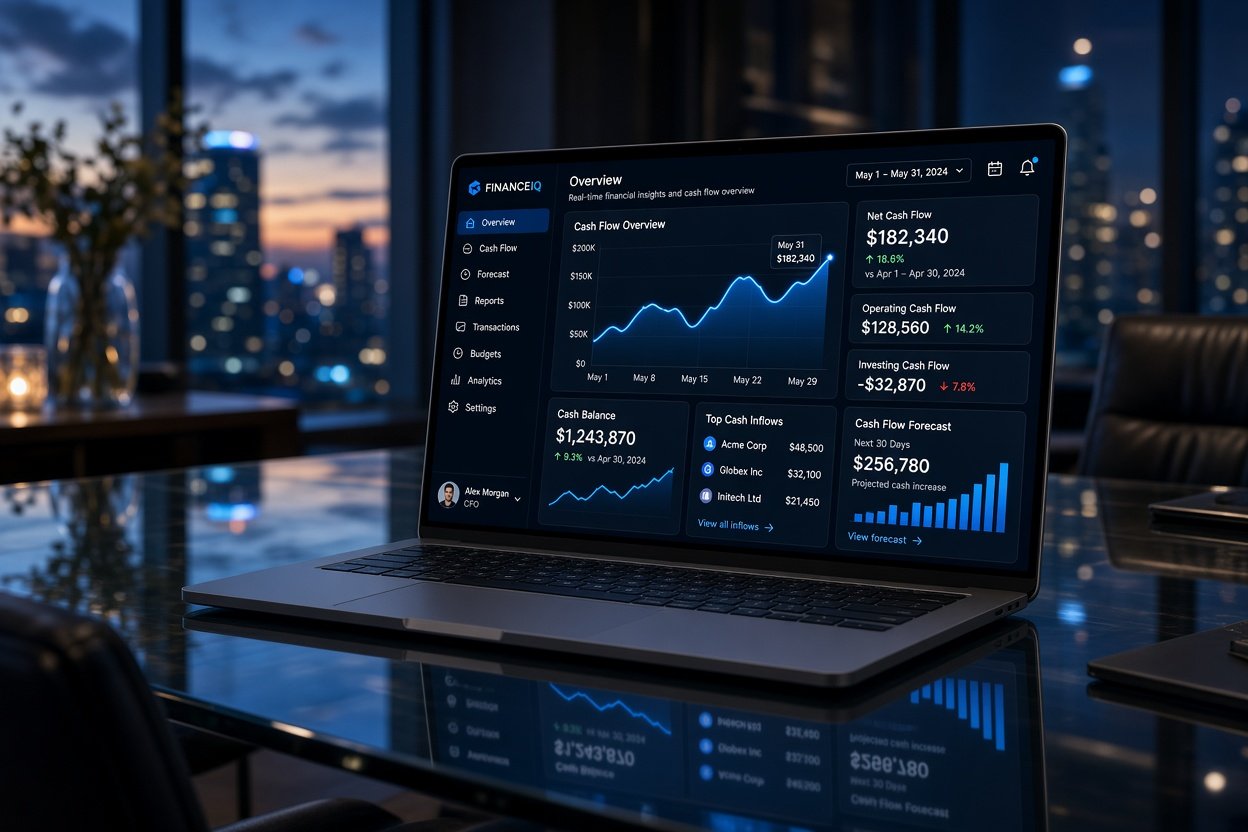 FINANCEIQ
Overview
Cash Flow
Forecast
Reports
Transactions
Budgets
Analytics
Settings
Alex Morgan
CFO
Overview
Real-time financial insights and cash flow overview
May 1 – May 31, 2024
Cash Flow Overview
$200K
$150K
$100K
$50K
$0
May 31
$182,340
May 1
May 8
May 15
May 22
May 29
Net Cash Flow
$182,340
↑ 18.6%
vs Apr 1 – Apr 30, 2024
Operating Cash Flow
$128,560 ↑ 14.2%
Investing Cash Flow
-$32,870 ↓ 7.8%
Cash Balance
$1,243,870
↑ 9.3% vs Apr 30, 2024
Top Cash Inflows
Acme Corp $48,500
Globex Inc $32,100
Initech Ltd $21,450
View all inflows →
Cash Flow Forecast
Next 30 Days
$256,780
Projected cash increase
View forecast →